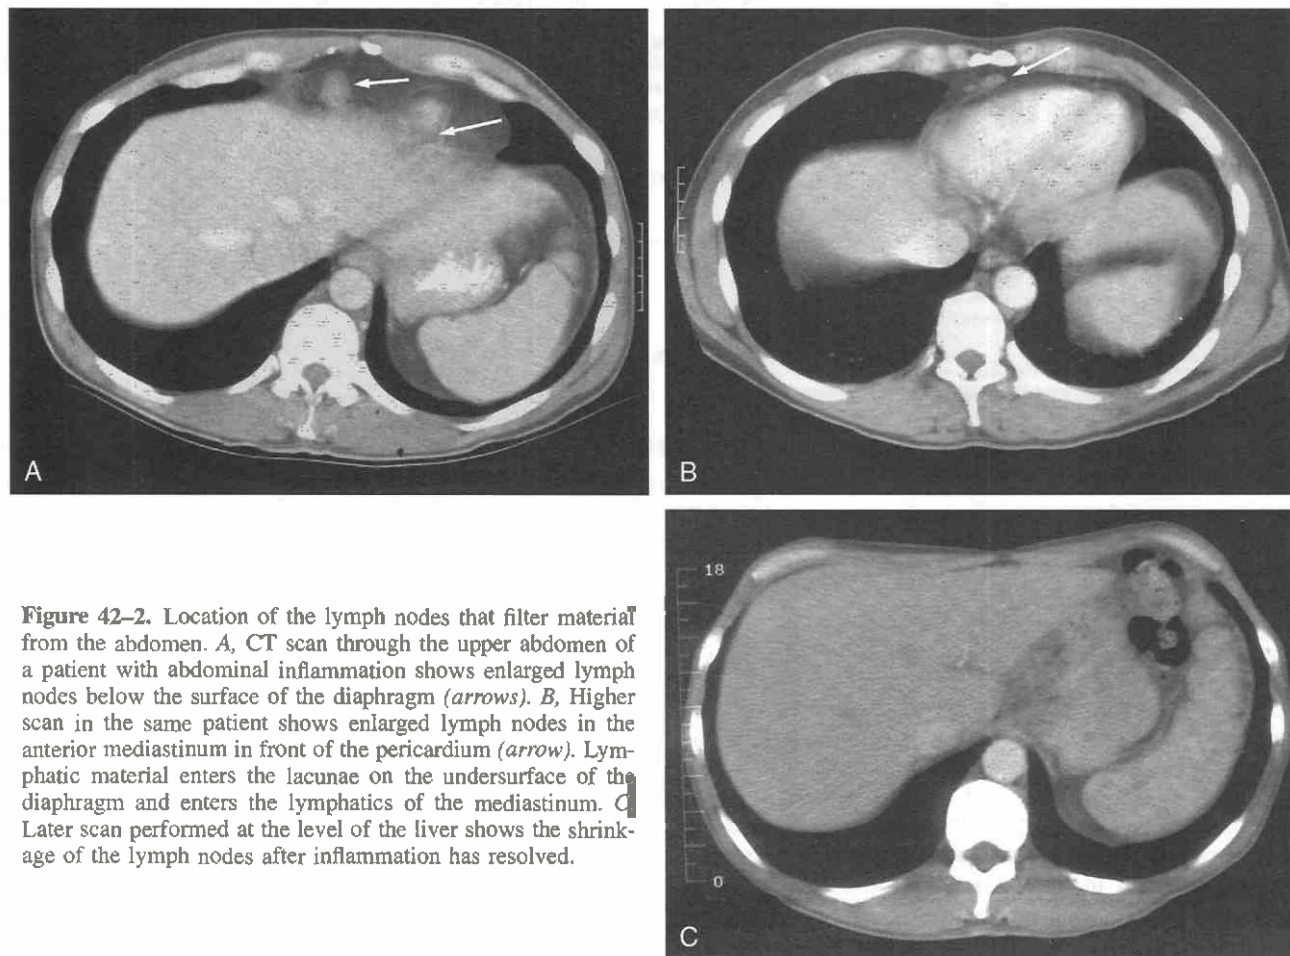 A
B
18
0
C
Figure 42–2. Location of the lymph nodes that filter material
from the abdomen. A, CT scan through the upper abdomen of
a patient with abdominal inflammation shows enlarged lymph
nodes below the surface of the diaphragm (arrows). B, Higher
scan in the same patient shows enlarged lymph nodes in the
anterior mediastinum in front of the pericardium (arrow). Lym-
phatic material enters the lacunae on the undersurface of the
diaphragm and enters the lymphatics of the mediastinum. C
Later scan performed at the level of the liver shows the shrink-
age of the lymph nodes after inflammation has resolved.